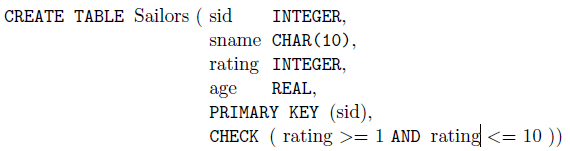 CREATE TABLE Sailors ( sid INTEGER,
sname CHAR(10),
rating INTEGER,
age REAL,
PRIMARY KEY (sid),
CHECK ( rating >= 1 AND rating <= 10 ))